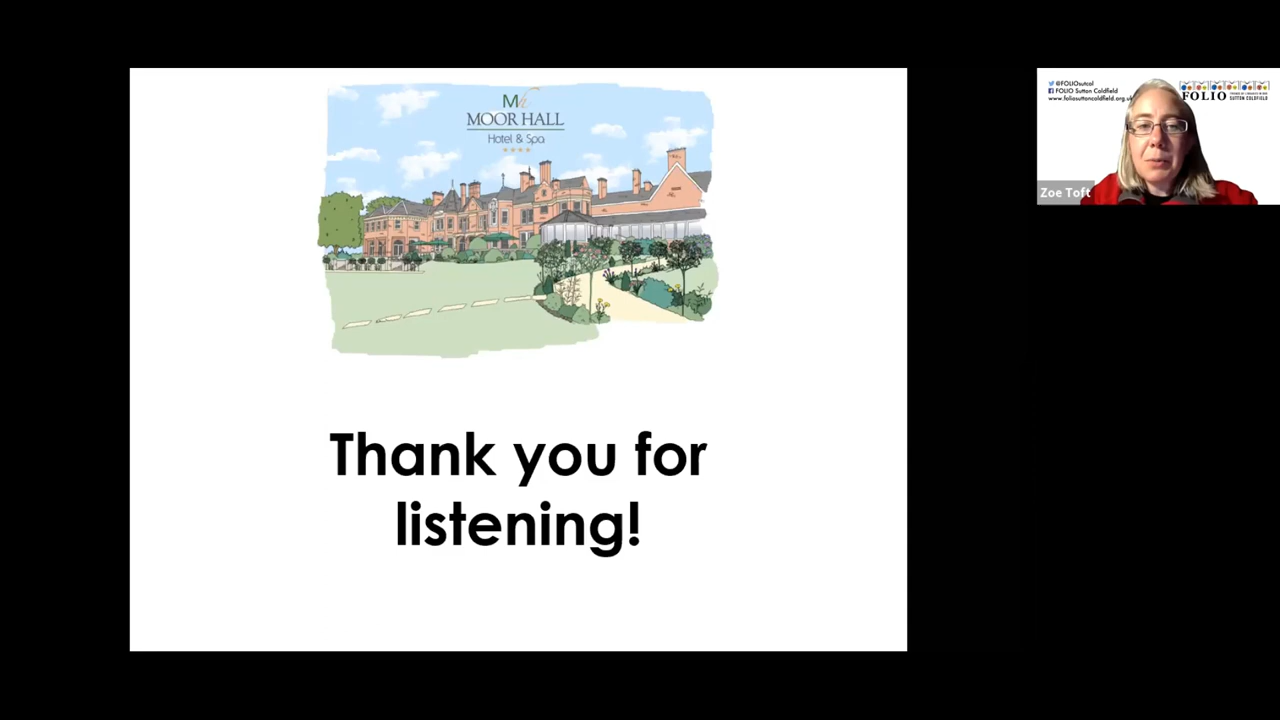 Mh
MOOR HALL
Hotel & Spa
Thank you for
listening!
@FOLIOsutcol
FOLIO Sutton Coldfield
www.foliosuttoncoldfield.org.uk
FOLIO
SUTTON COLDFIELD
Zoe Toft